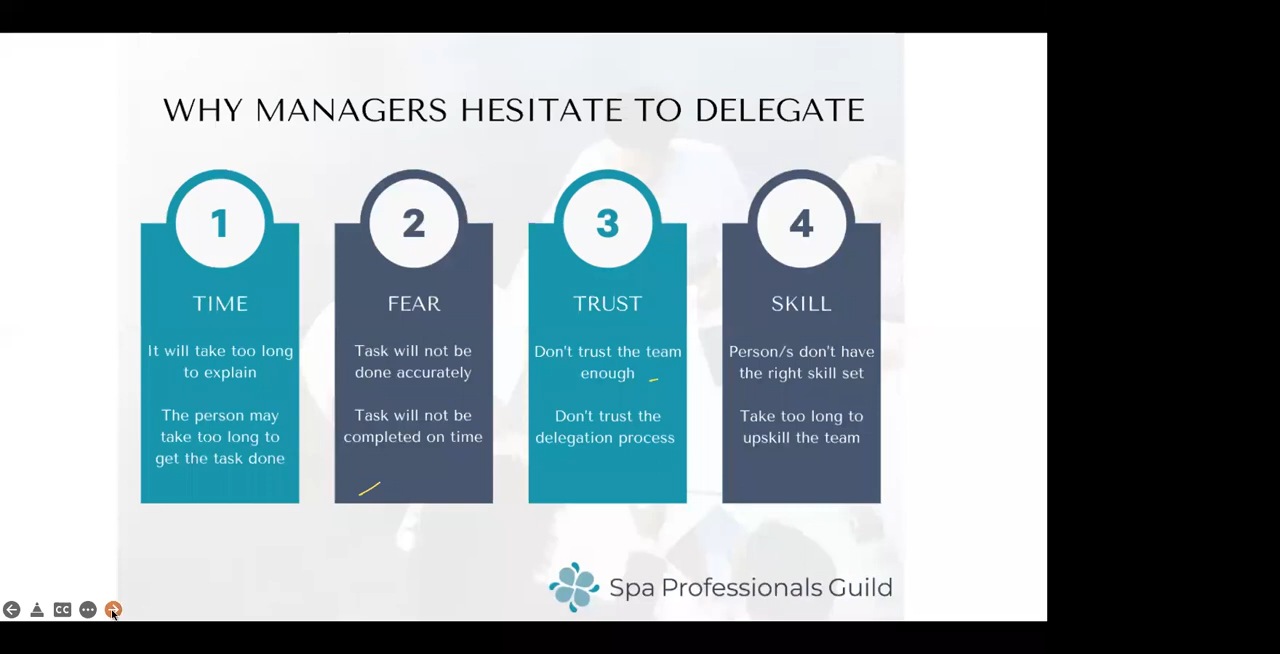 WHY MANAGERS HESITATE TO DELEGATE
1
TIME
It will take too long
to explain
The person may
take too long to
get the task done
2
FEAR
Task will not be
done accurately
Task will not be
completed on time
3
TRUST
Don't trust the team
enough
Don't trust the
delegation process
4
SKILL
Person/s don't have
the right skill set
Take too long to
upskill the team
Spa Professionals Guild
CC